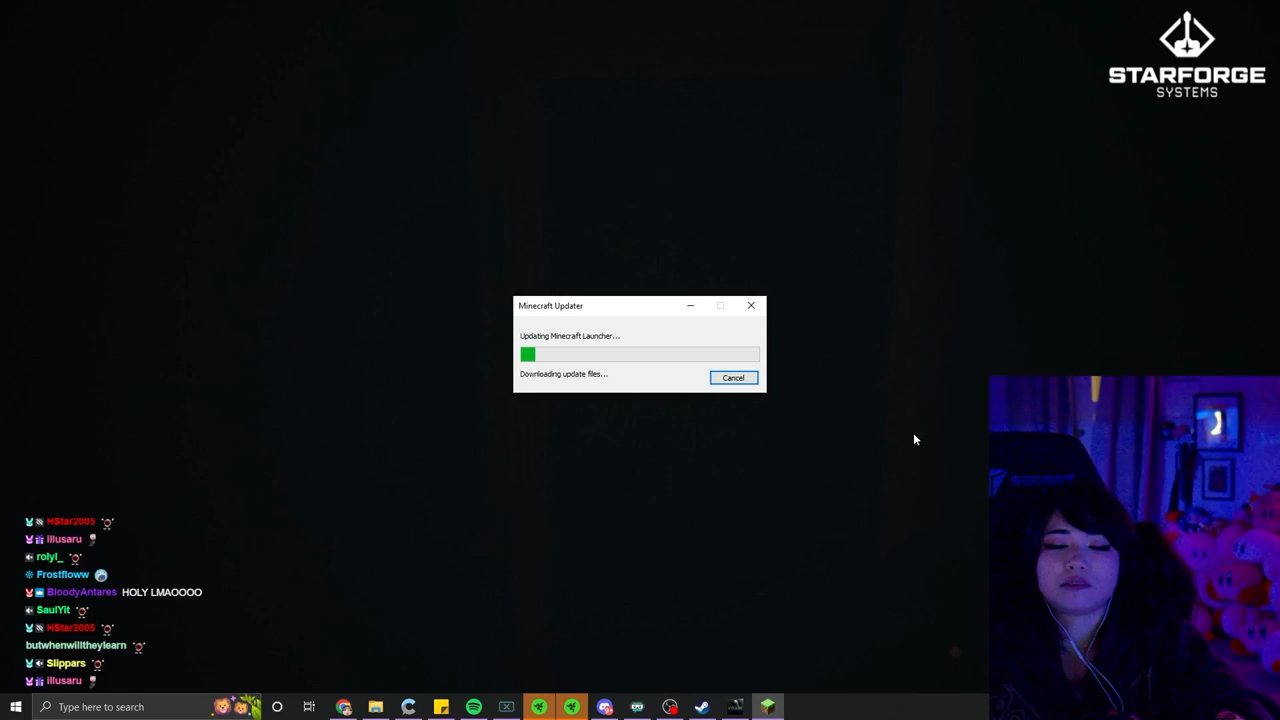 STARFORGE
SYSTEMS
Minecraft Updater
Updating Minecraft Launcher...
Downloading update files...
Cancel
HStar2005
illusaru
rolyl_
Frostfloww
BloodyAntares HOLY LMAOOOO
SaulYit
HStar2005
butwhenwilltheylearn
Slippars
illusaru
Type here to search